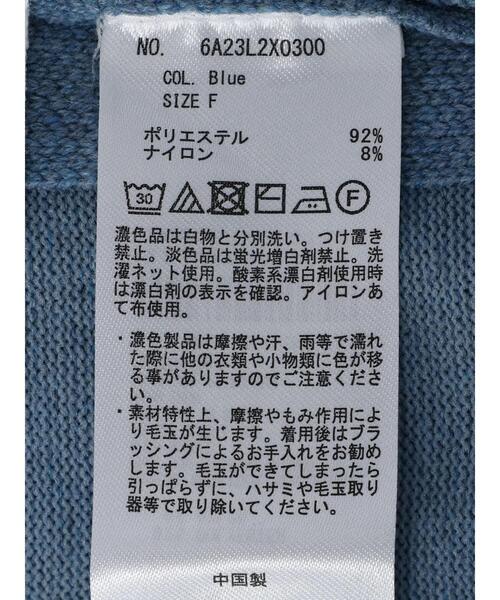 NO. 6A23L2X0300
COL. Blue
SIZE F
ポリエステル 92%
ナイロン 8%
30 F
濃色品は白物と分別洗い。つけ置き
禁止。淡色品は蛍光増白剤禁止。洗
濯ネット使用。酸素系漂白剤使用時
は漂白剤の表示を確認。アイロンあ
て布使用。
・濃色製品は摩擦や汗、雨等で濡れ
た際に他の衣類や小物類に色が移
る事がありますのでご注意くださ
い。
・素材特性上、摩擦やもみ作用によ
り毛玉が生じます。着用後はブラ
ッシングによるお手入れをお勧め
します。毛玉ができてしまったら
引っぱらずに、ハサミや毛玉取り
器等で取り除いてください。
中国製